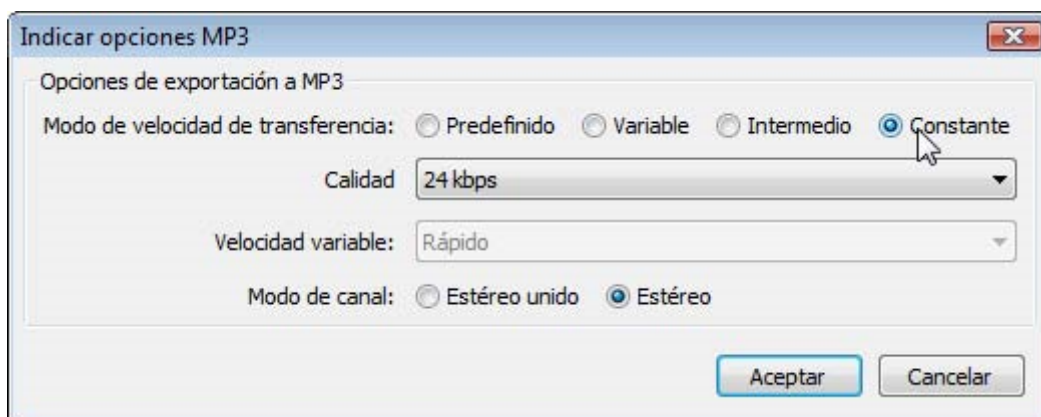 Indicar opciones MP3
Opciones de exportación a MP3
Modo de velocidad de transferencia: Predefinido Variable Intermedio Constante
Calidad 24 kbps
Velocidad variable: Rápido
Modo de canal: Estéreo unido Estéreo
Aceptar Cancelar